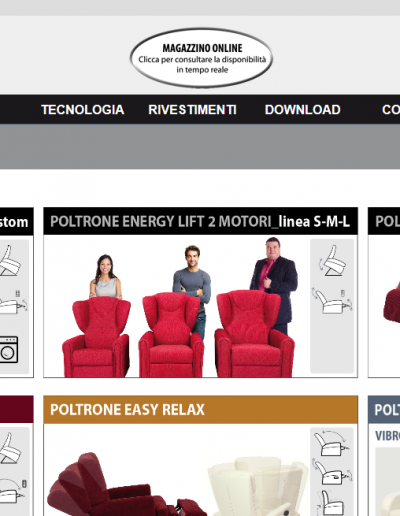 MAGAZZINO ONLINE
Clicca per consultare la disponibilità
in tempo reale
TECNOLOGIA RIVESTIMENTI DOWNLOAD CO
stom
POLTRONE ENERGY LIFT 2 MOTORI_linea S-M-L
POL
POLTRONE EASY RELAX
POLT
VIBRO